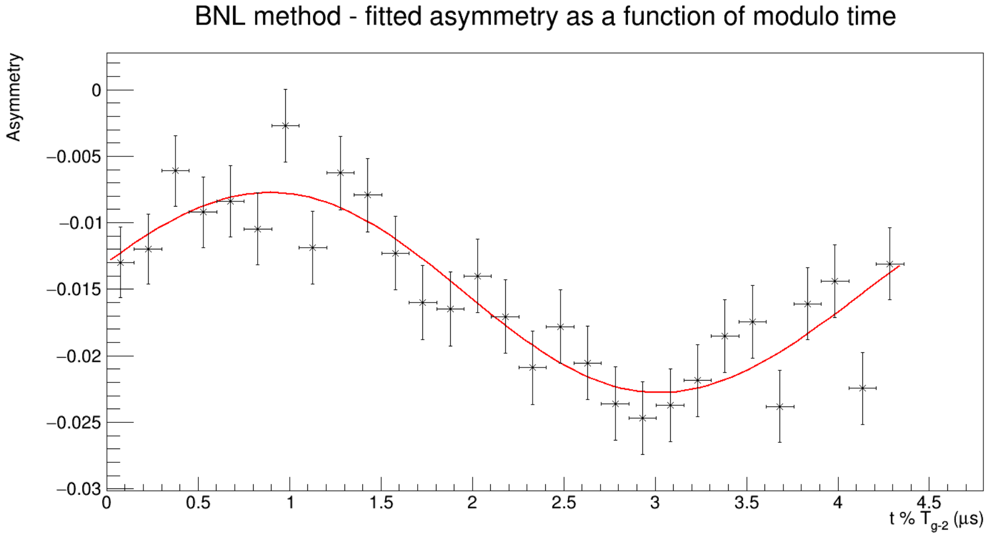 BNL method - fitted asymmetry as a function of modulo time
Asymmetry
0
−0.005
−0.01
−0.015
−0.02
−0.025
−0.03
0 0.5 1 1.5 2 2.5 3 3.5 4 4.5
t % Tg-2 (μs)